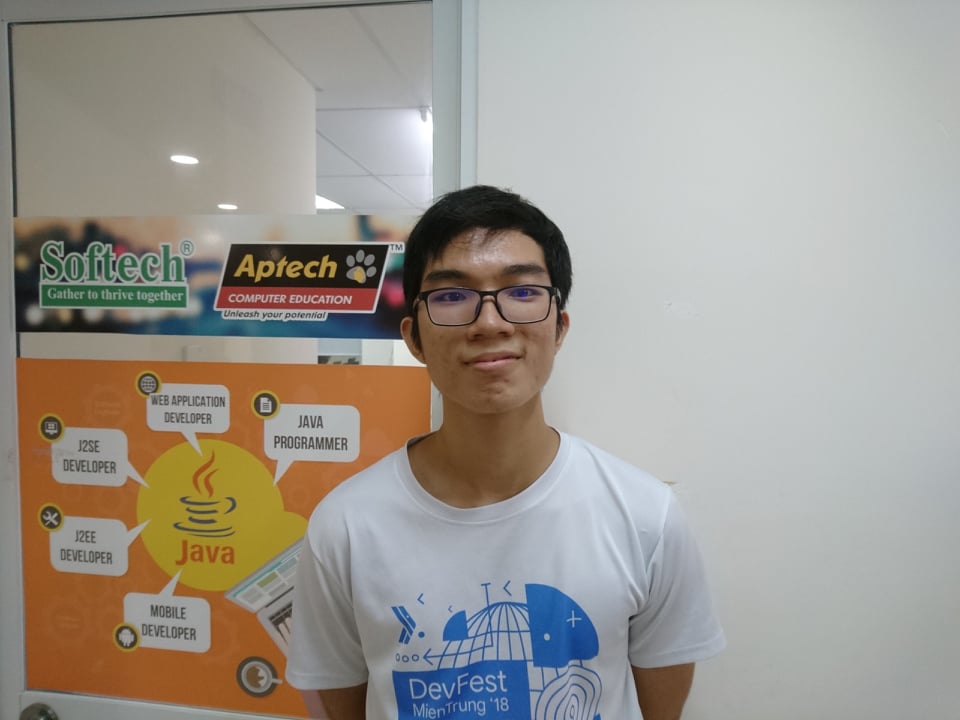 Softech®
Gather to thrive together
Aptech™
COMPUTER EDUCATION
Unleash your potential
WEB APPLICATION
DEVELOPER
JAVA
PROGRAMMER
J2SE
DEVELOPER
J2EE
DEVELOPER
Java
MOBILE
DEVELOPER
DevFest
MienTrung '18